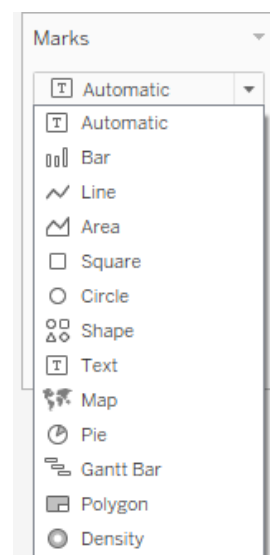 Marks
Automatic
Automatic
Bar
Line
Area
Square
Circle
Shape
Text
Map
Pie
Gantt Bar
Polygon
Density